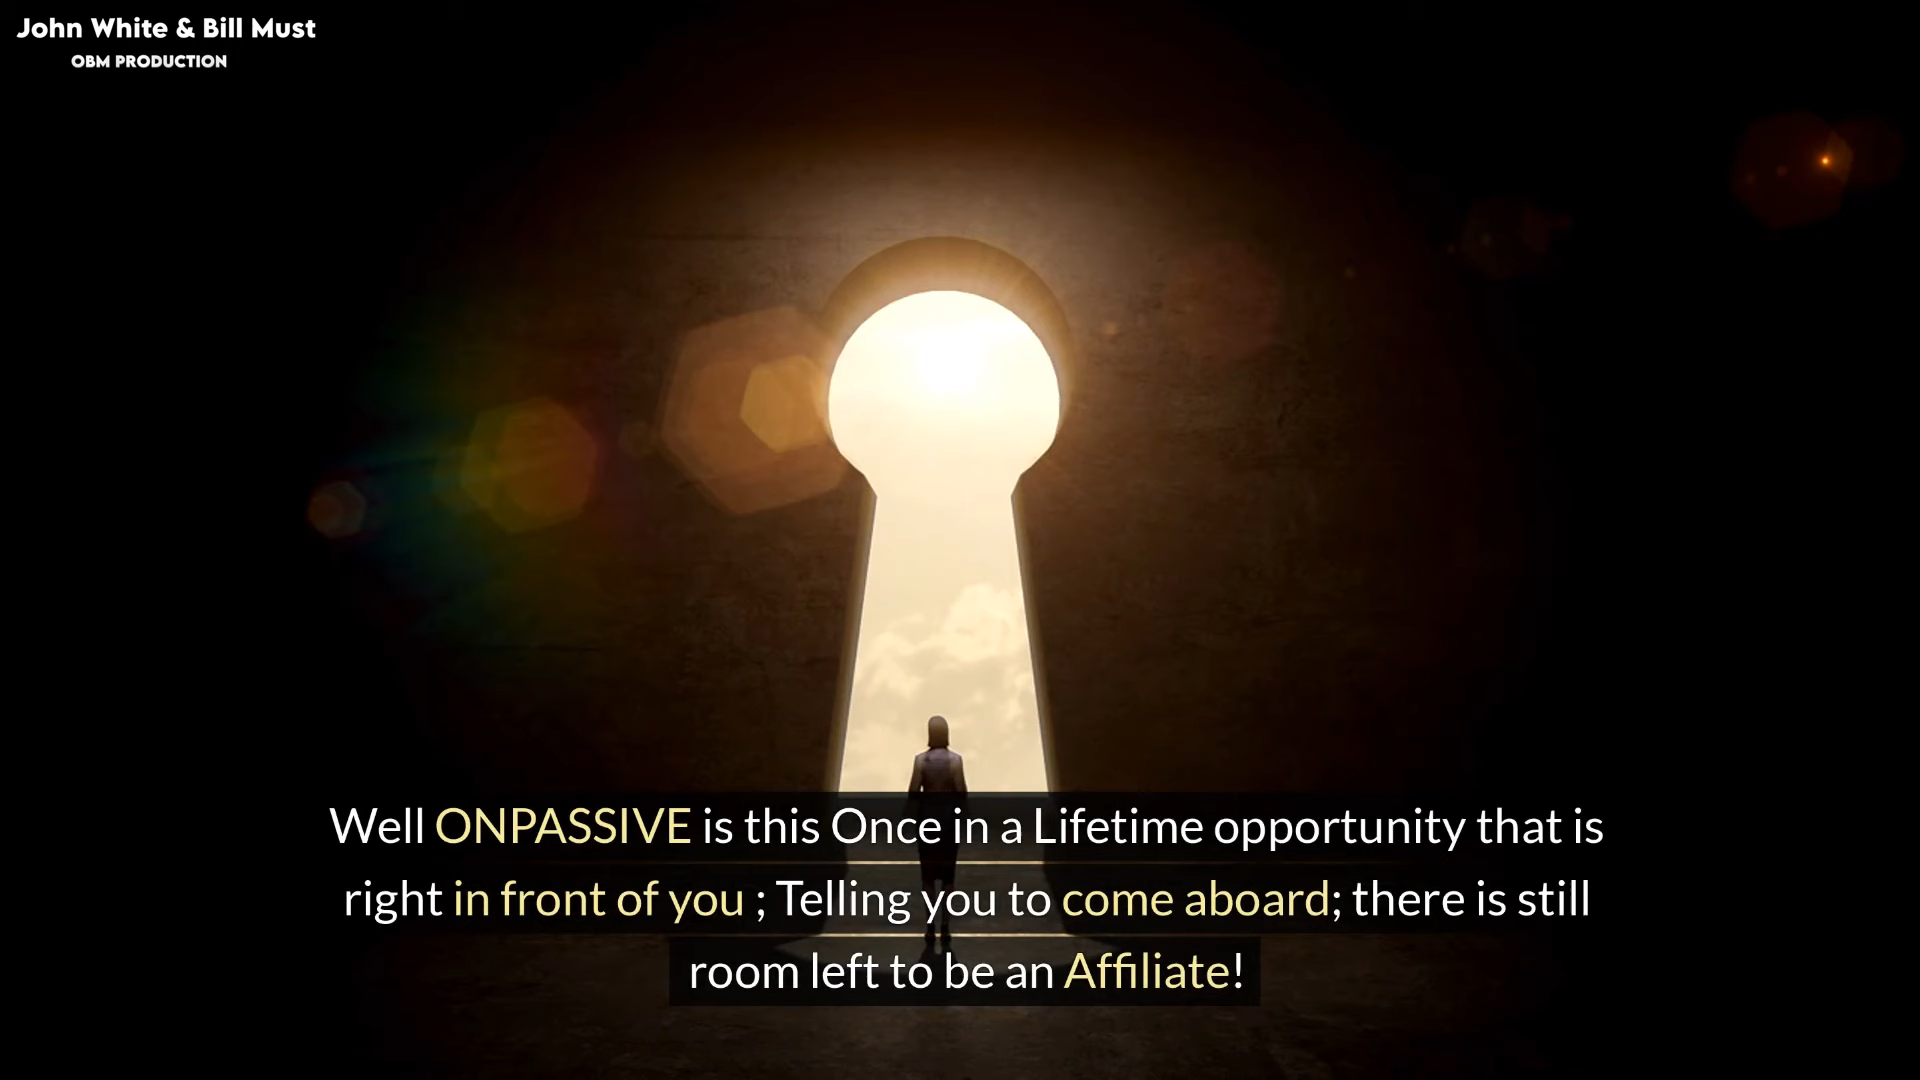 John White & Bill Must
OBM PRODUCTION
Well ONPASSIVE is this Once in a Lifetime opportunity that is
right in front of you ; Telling you to come aboard; there is still
room left to be an Affiliate!